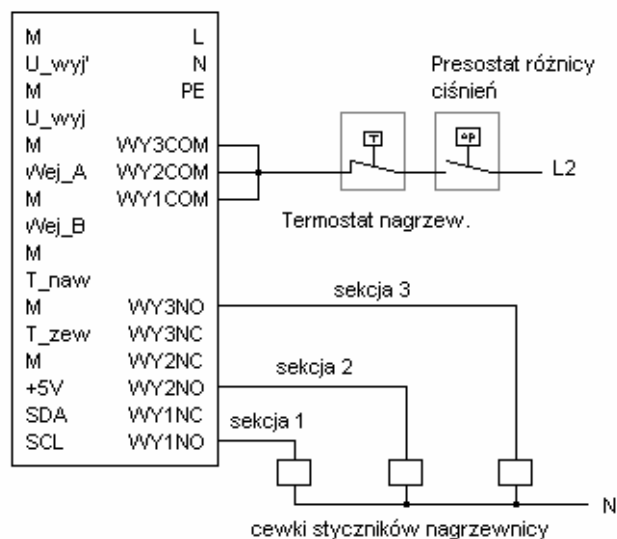 M L
U_wyj' N
M PE
U_wyj
M WY3COM
Wej_A WY2COM
M WY1COM
Wej_B
M
T_naw
M WY3NO
T_zew WY3NC
M WY2NC
+5V WY2NO
SDA WY1NC
SCL WY1NO
Presostat różnicy
ciśnień
T
ΔP
L2
Termostat nagrzew.
sekcja 3
sekcja 2
sekcja 1
N
cewki styczników nagrzewnicy